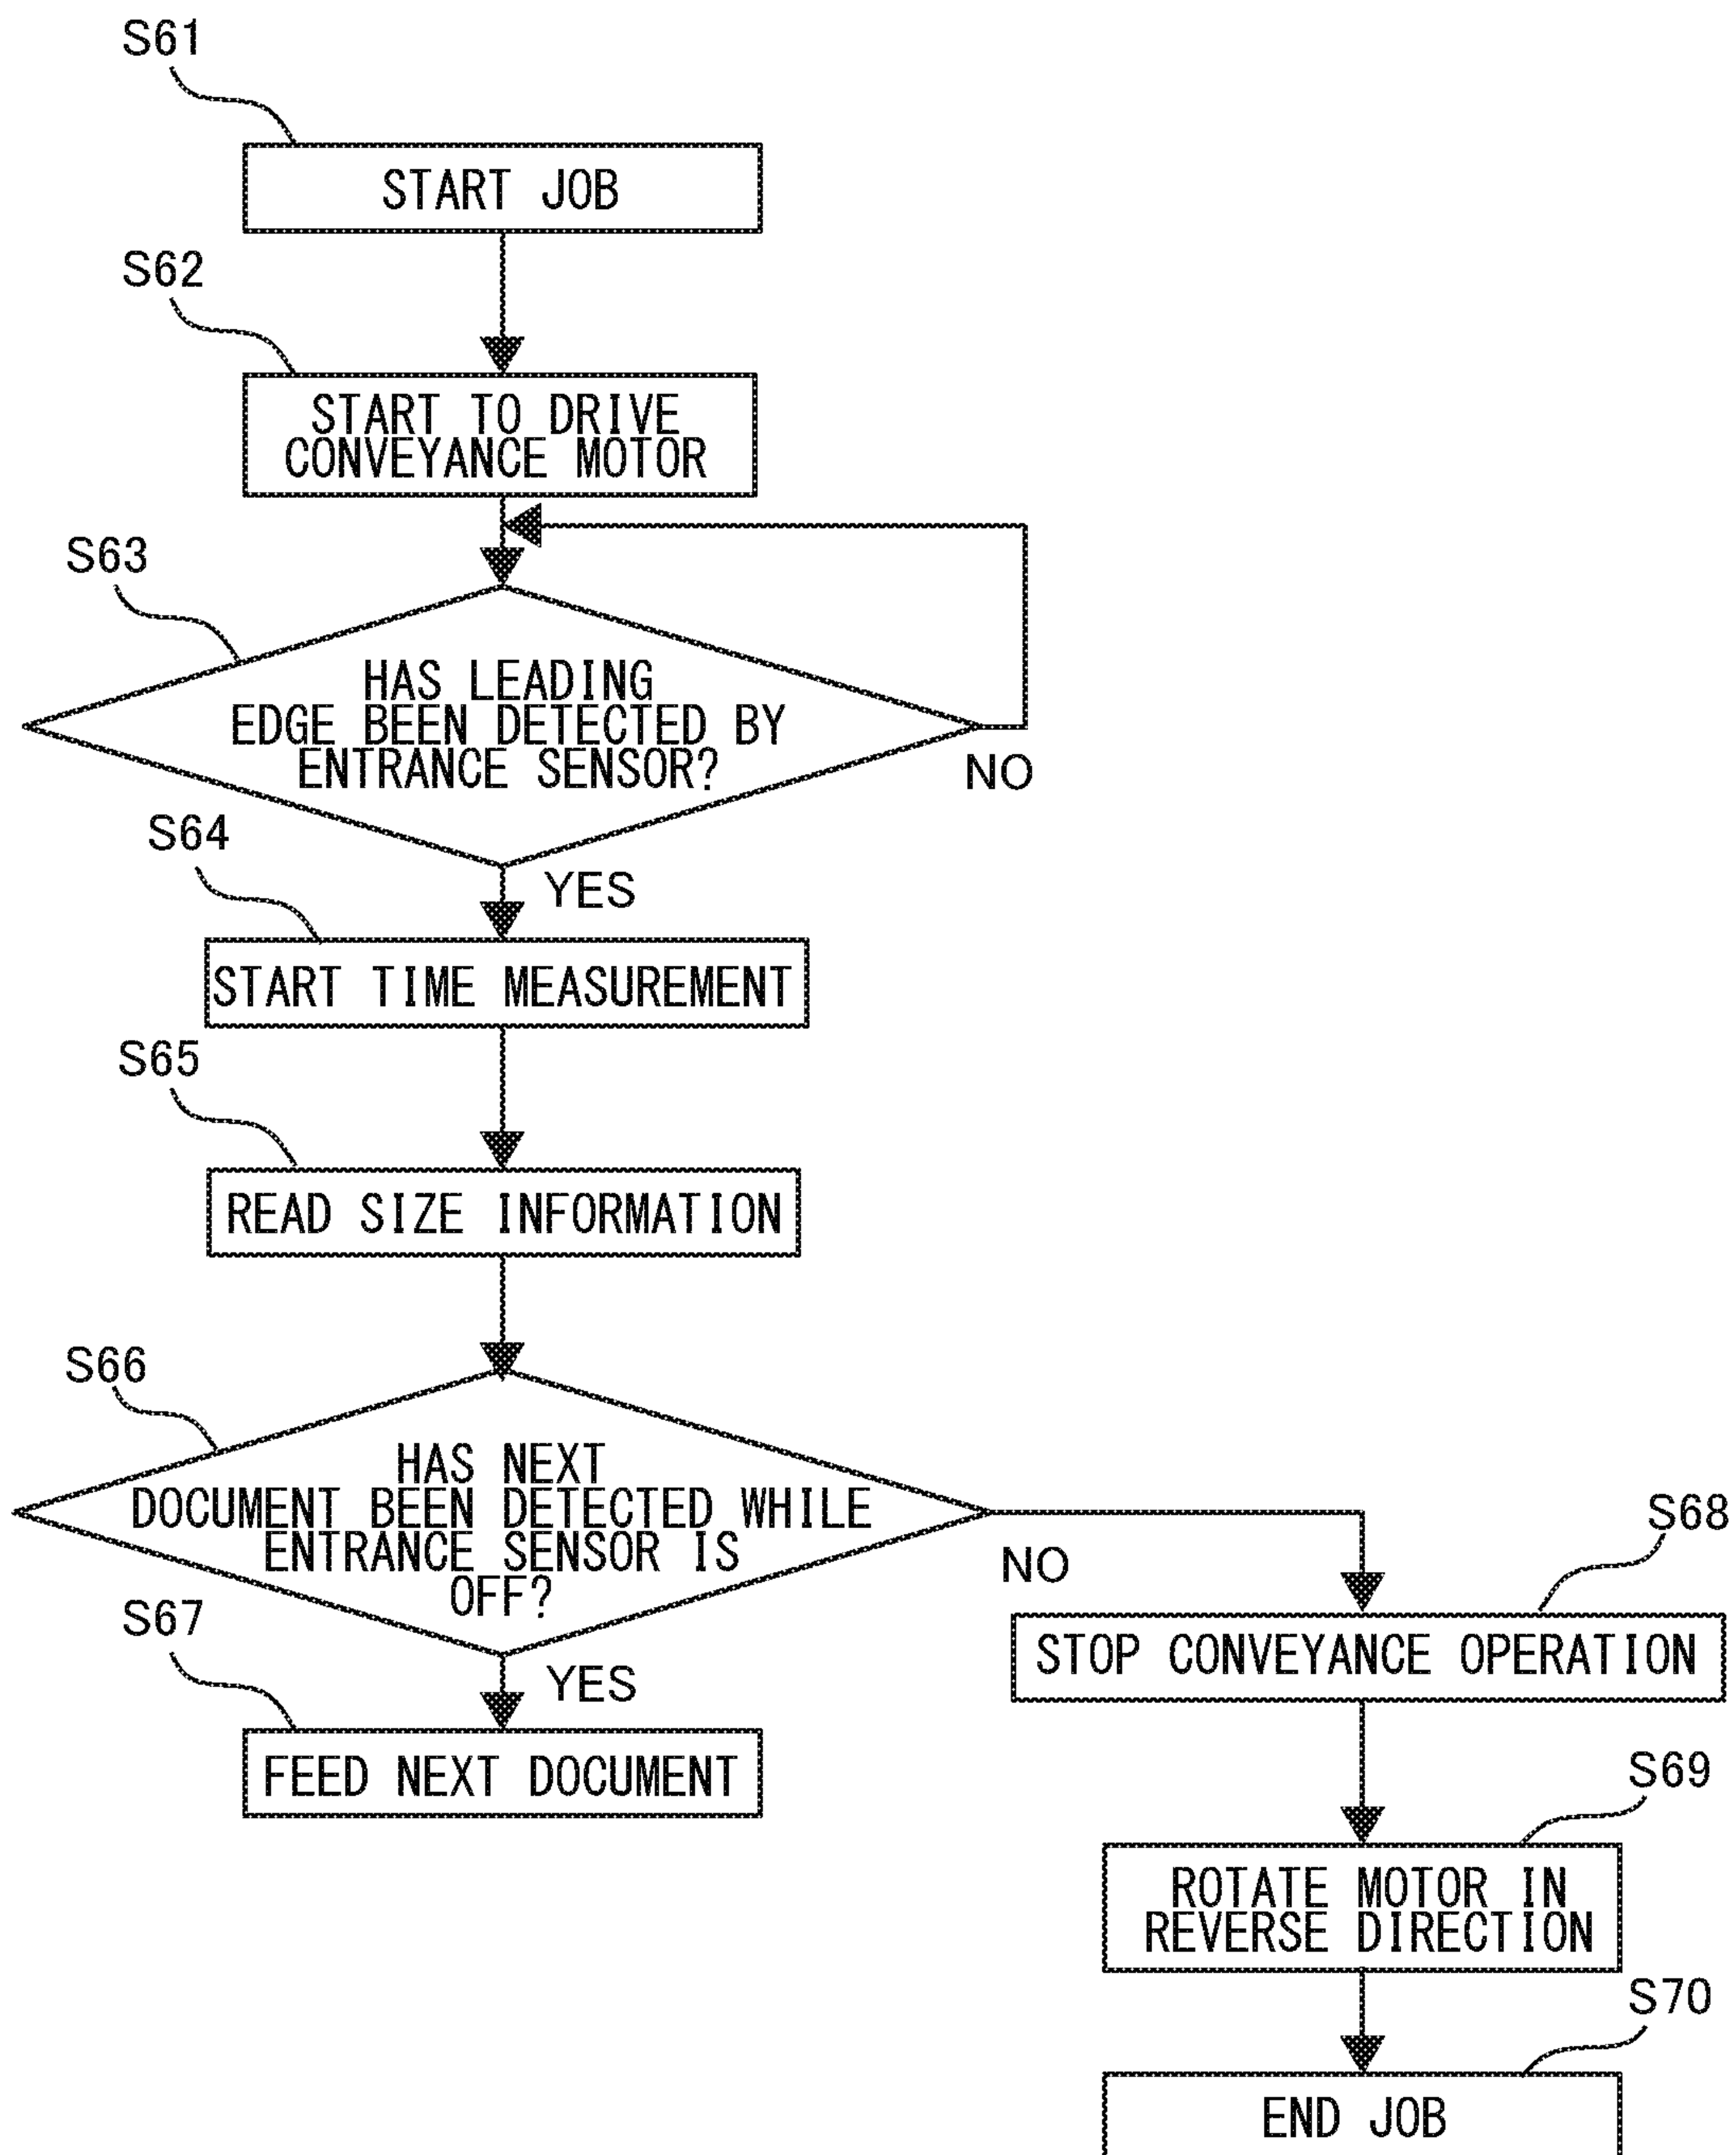 S61
START JOB
S62
START TO DRIVE
CONVEYANCE MOTOR
S63
HAS LEADING
EDGE BEEN DETECTED BY
ENTRANCE SENSOR?
NO
S64
YES
START TIME MEASUREMENT
S65
READ SIZE INFORMATION
S66
HAS NEXT
DOCUMENT BEEN DETECTED WHILE
ENTRANCE SENSOR IS
OFF?
NO
S67
YES
FEED NEXT DOCUMENT
S68
STOP CONVEYANCE OPERATION
S69
ROTATE MOTOR IN
REVERSE DIRECTION
S70
END JOB